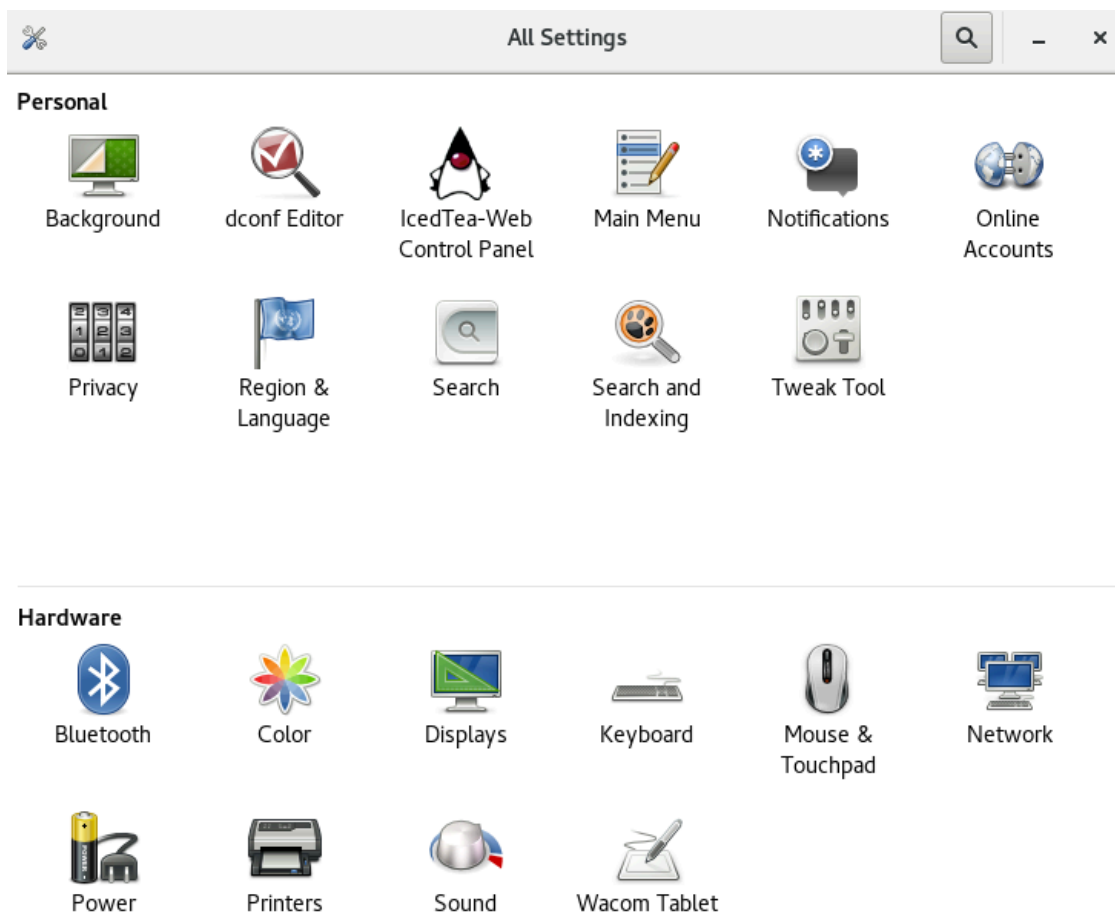 All Settings
Personal
Background
dconf Editor
IcedTea-Web
Control Panel
Main Menu
Notifications
Online
Accounts
Privacy
Region &
Language
Search
Search and
Indexing
Tweak Tool
Hardware
Bluetooth
Color
Displays
Keyboard
Mouse &
Touchpad
Network
Power
Printers
Sound
Wacom Tablet